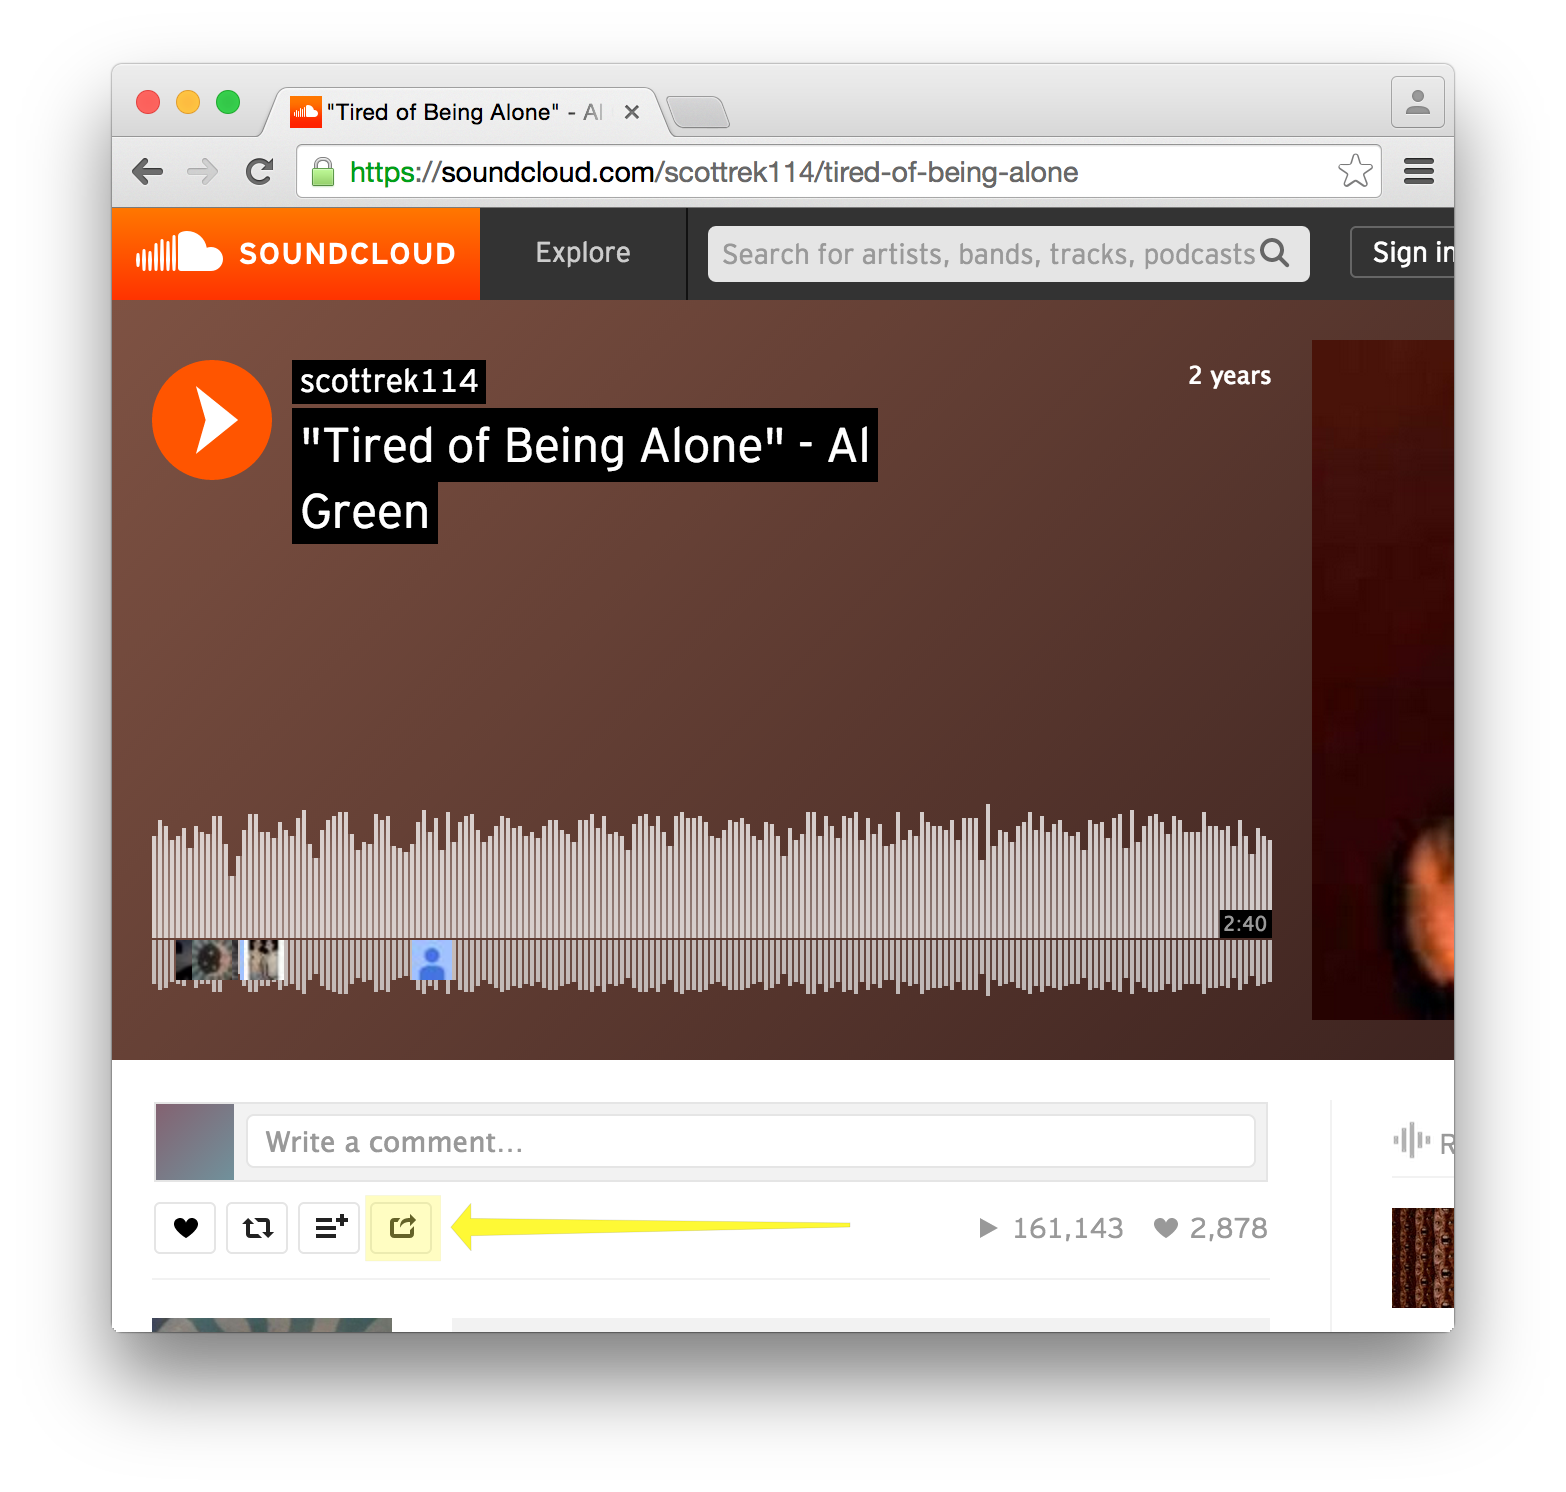 "Tired of Being Alone" - Al
https://soundcloud.com/scottrek114/tired-of-being-alone
SOUNDCLOUD
Explore
Search for artists, bands, tracks, podcasts
Sign in
scottrek114
2 years
"Tired of Being Alone" - Al
Green
2:40
Write a comment...
R
161,143
2,878